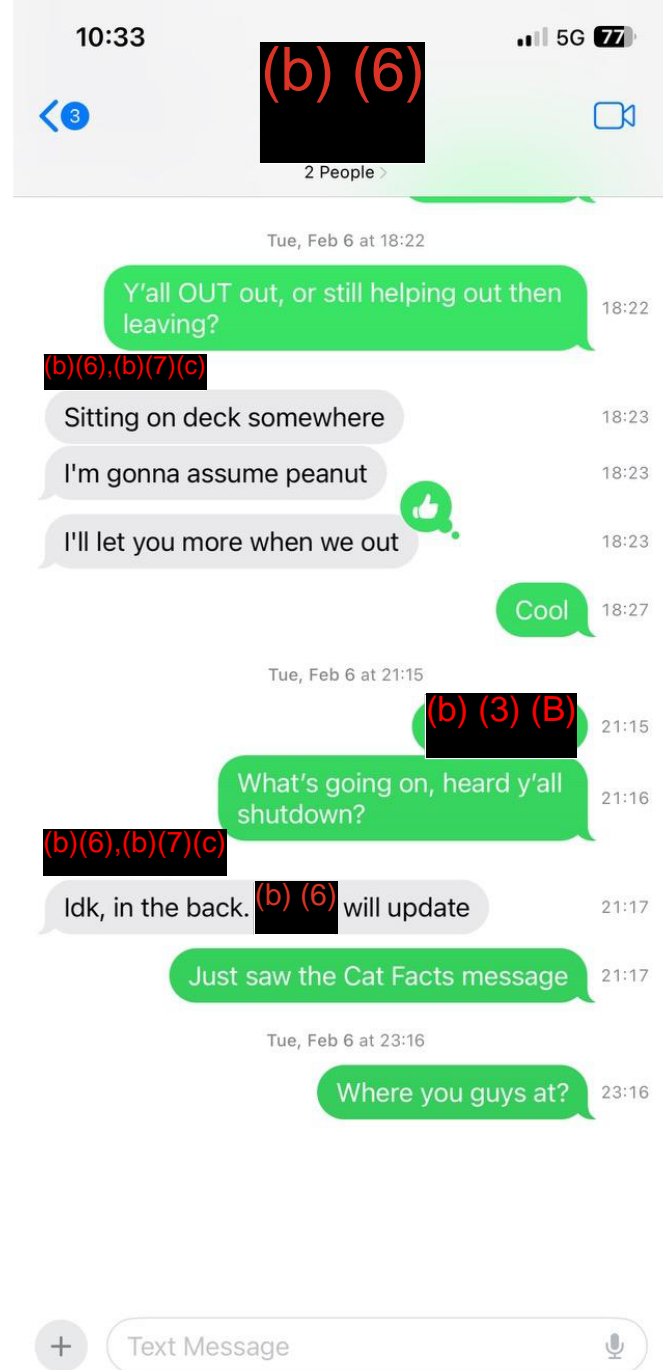 10:33
5G 77
(b) (6)
3
2 People >
Tue, Feb 6 at 18:22
Y'all OUT out, or still helping out then
leaving?
18:22
(b)(6),(b)(7)(c)
Sitting on deck somewhere
18:23
I'm gonna assume peanut
18:23
I'll let you more when we out
18:23
Cool
18:27
Tue, Feb 6 at 21:15
(b) (3) (B)
21:15
What's going on, heard y'all
shutdown?
21:16
(b)(6),(b)(7)(c)
Idk, in the back. (b) (6) will update
21:17
Just saw the Cat Facts message
21:17
Tue, Feb 6 at 23:16
Where you guys at?
23:16
+ Text Message